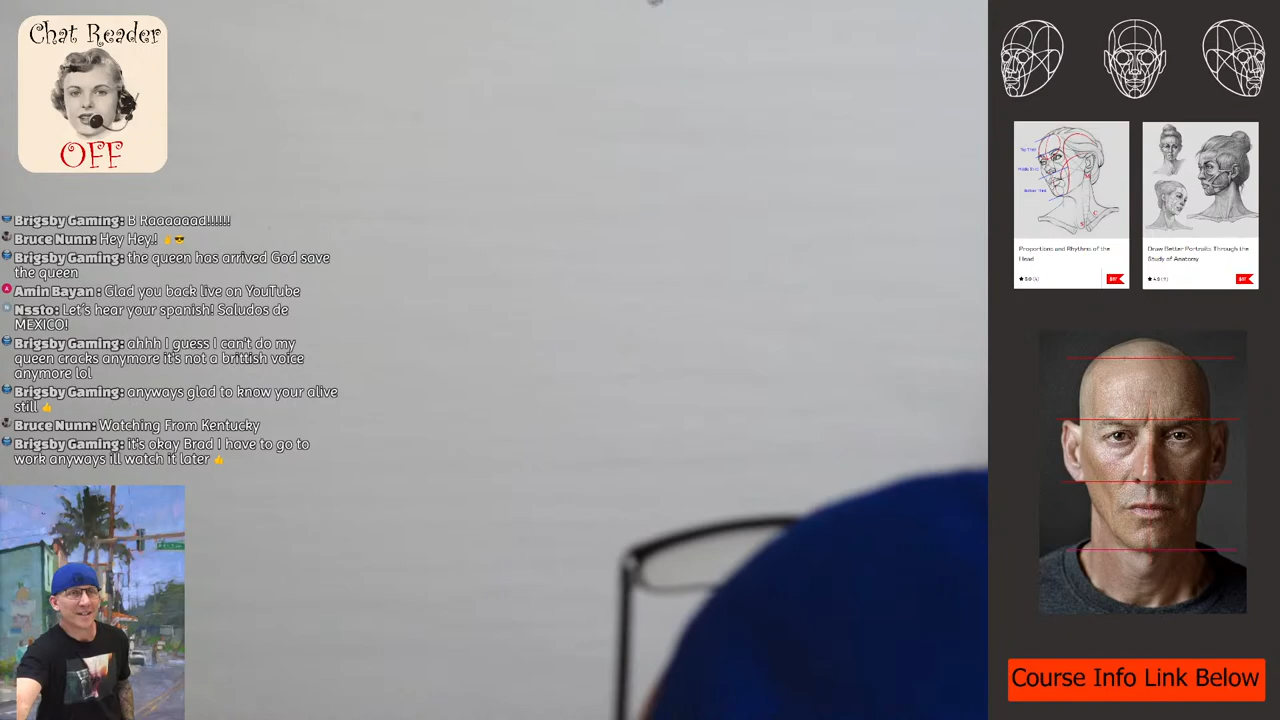 Chat Reader
OFF
Brigsby Gaming: B Raaaaaad!!!!!!
Bruce Nunn: Hey Hey.! 👉😎
Brigsby Gaming: the queen has arrived God save
the queen
Amin Bayan : Glad you back live on YouTube
Nssto: Let's hear your spanish! Saludos de
MEXICO!
Brigsby Gaming: ahhh I guess I can't do my
queen cracks anymore it's not a brittish voice
anymore lol
Brigsby Gaming: anyways glad to know your alive
still 👍
Bruce Nunn: Watching From Kentucky
Brigsby Gaming: it's okay Brad I have to go to
work anyways ill watch it later 👍
Proportions and Rhythms of the
Head
Draw Better Portraits Through the
Study of Anatomy
Course Info Link Below